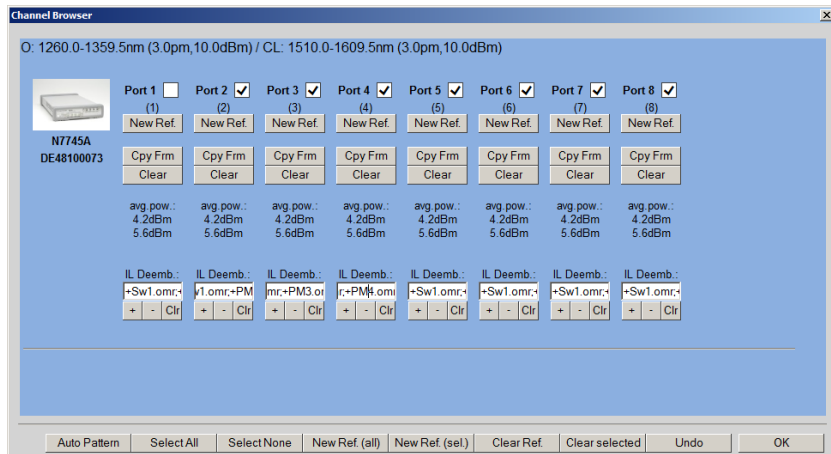 Channel Browser
O: 1260.0-1359.5nm (3.0pm,10.0dBm) / CL: 1510.0-1609.5nm (3.0pm,10.0dBm)
Port 1 Port 2 Port 3 Port 4 Port 5 Port 6 Port 7 Port 8
(1) (2) (3) (4) (5) (6) (7) (8)
New Ref. New Ref. New Ref. New Ref. New Ref. New Ref. New Ref. New Ref.
N7745A
DE48100073
Cpy Frm Cpy Frm Cpy Frm Cpy Frm Cpy Frm Cpy Frm Cpy Frm Cpy Frm
Clear Clear Clear Clear Clear Clear Clear Clear
avg.pow.: avg.pow.: avg.pow.: avg.pow.: avg.pow.: avg.pow.: avg.pow.: avg.pow.:
4.2dBm 4.2dBm 4.2dBm 4.2dBm 4.2dBm 4.2dBm 4.2dBm 4.2dBm
5.6dBm 5.6dBm 5.6dBm 5.6dBm 5.6dBm 5.6dBm 5.6dBm 5.6dBm
IL Deemb.: IL Deemb.: IL Deemb.: IL Deemb.: IL Deemb.: IL Deemb.: IL Deemb.: IL Deemb.:
+Sw1.omr;+ v1.omr;+PM mr;+PM3.or r;+PM4.omr +Sw1.omr;+ +Sw1.omr;+ +Sw1.omr;+ +Sw1.omr;+
+ - Clr + - Clr + - Clr + - Clr + - Clr + - Clr + - Clr + - Clr
Auto Pattern Select All Select None New Ref. (all) New Ref. (sel.) Clear Ref. Clear selected Undo OK